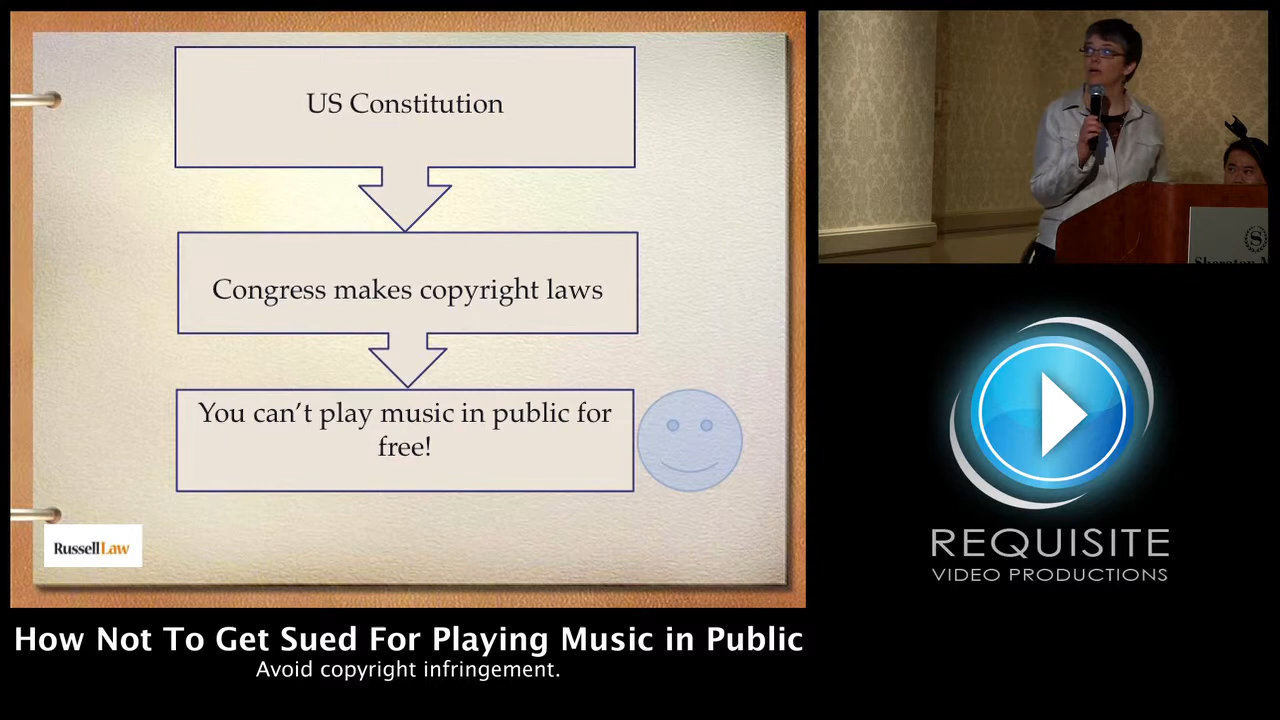 US Constitution
Congress makes copyright laws
You can't play music in public for
free!
RussellLaw
S
Sheraton
REQUISITE
VIDEO PRODUCTIONS
How Not To Get Sued For Playing Music in Public
Avoid copyright infringement.